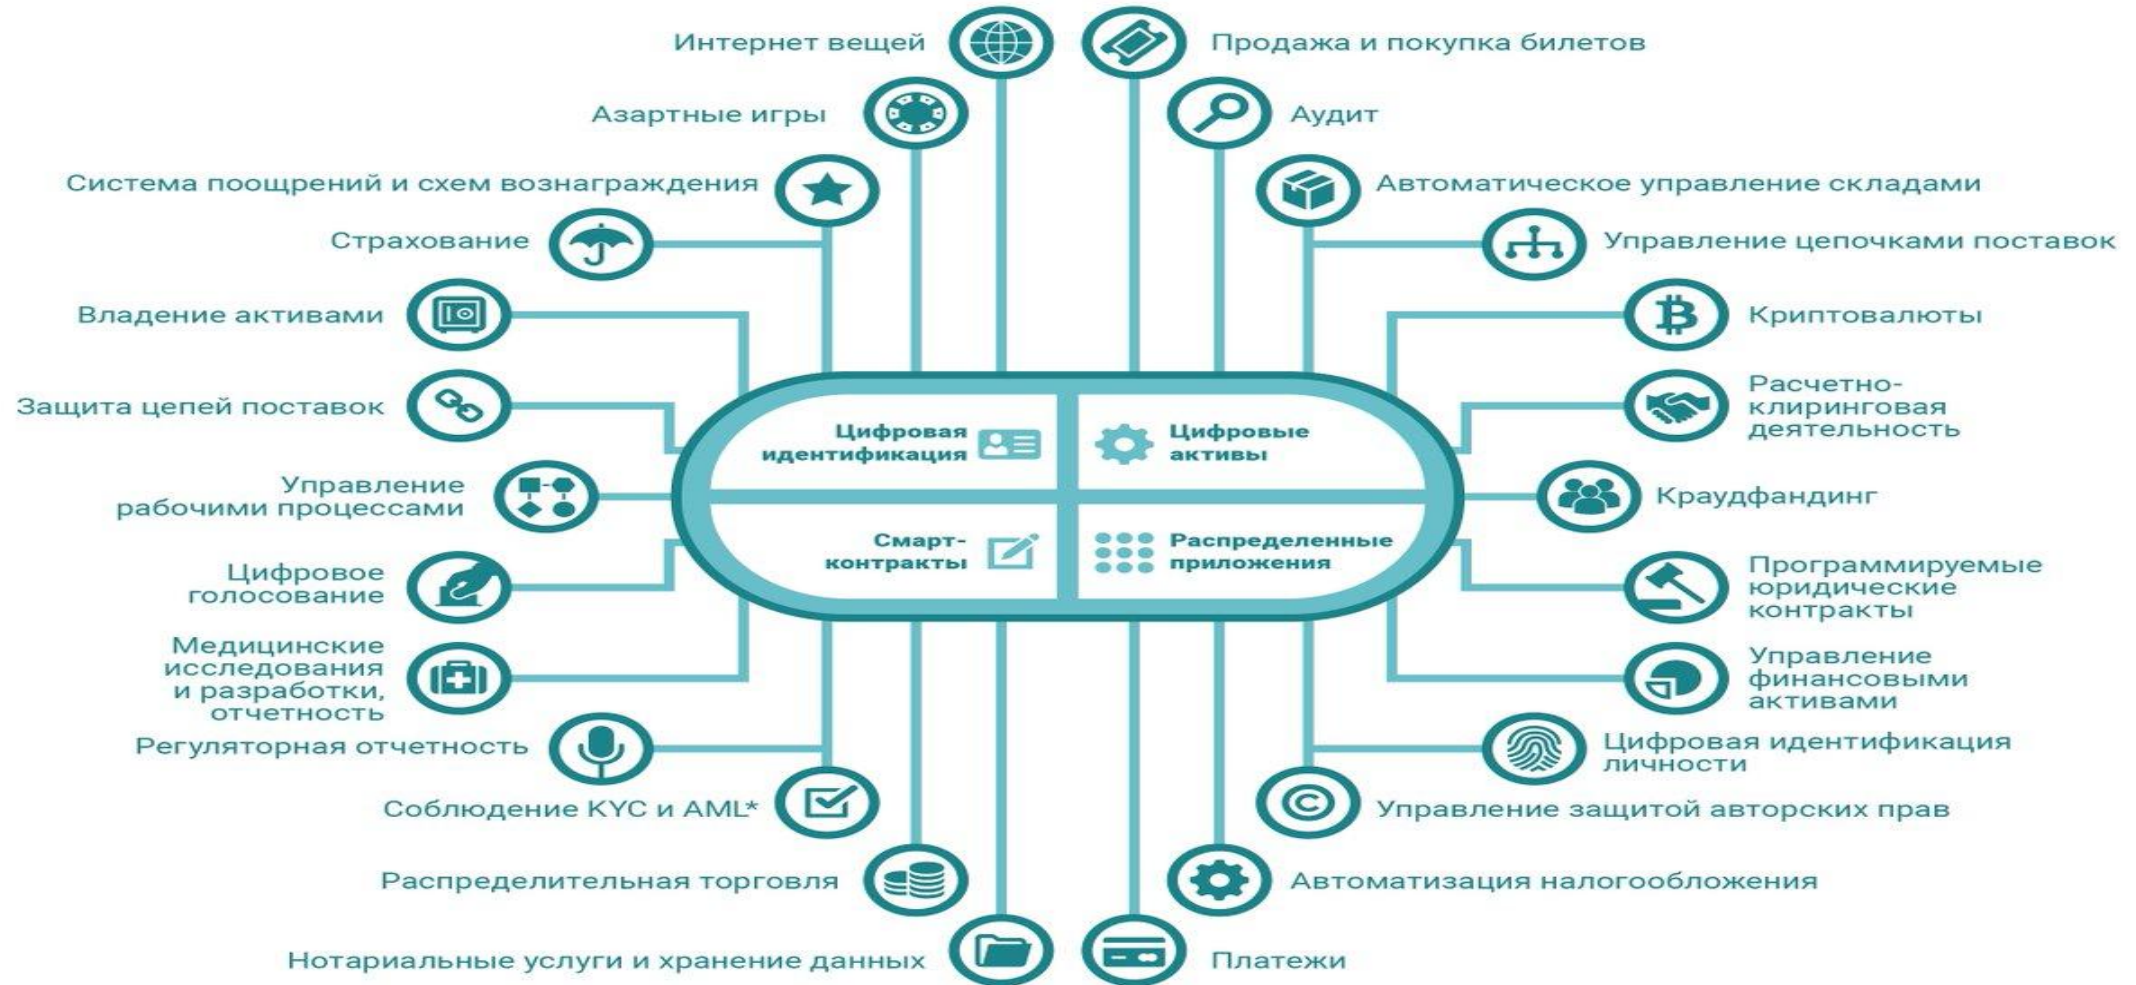 Интернет вещей
Продажа и покупка билетов
Азартные игры
Аудит
Система поощрений и схем вознаграждения
Автоматическое управление складами
Страхование
Управление цепочками поставок
Владение активами
Криптовалюты
Защита цепей поставок
Расчетно-
клиринговая
деятельность
Цифровая
идентификация
Цифровые
активы
Управление
рабочими процессами
Краудфандинг
Смарт-
контракты
Распределенные
приложения
Цифровое
голосование
Программируемые
юридические
контракты
Медицинские
исследования
и разработки,
отчетность
Управление
финансовыми
активами
Регуляторная отчетность
Цифровая идентификация
личности
Соблюдение KYC и AML*
Управление защитой авторских прав
Распределительная торговля
Автоматизация налогообложения
Нотариальные услуги и хранение данных
Платежи